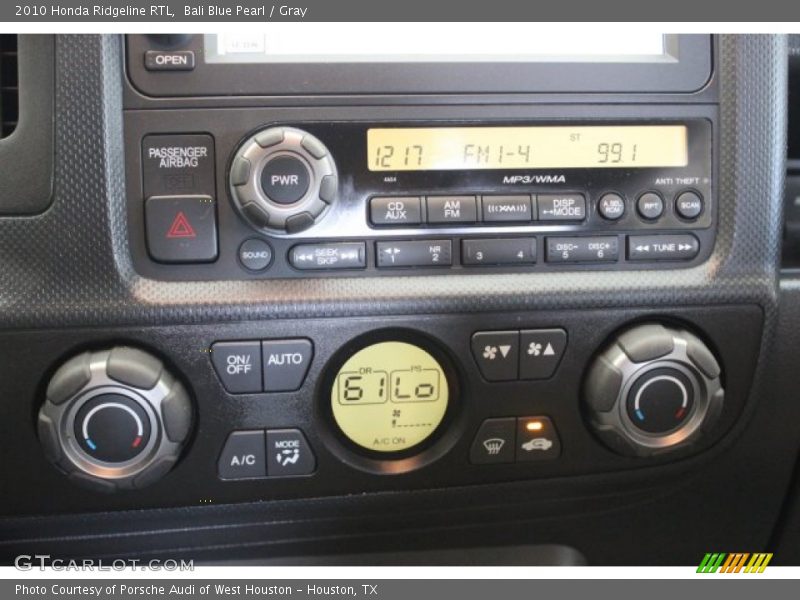 2010 Honda Ridgeline RTL,  Bali Blue Pearl / Gray
OPEN
PASSENGER
AIRBAG
PWR
ST
1217 FM1-4 99.1
MP3/WMA
ANTI THEFT
CD
AUX
AM
FM
((XM))
DISP
MODE
A.SEL
RPT
SCAN
SOUND
SEEK
SKIP
1
NR
2
3 4
DISC-
5
DISC+
6
TUNE
ON/
OFF
AUTO
DR PS
61 Lo
A/C ON
A/C
MODE
GTCARLOT.COM
Photo Courtesy of Porsche Audi of West Houston - Houston, TX